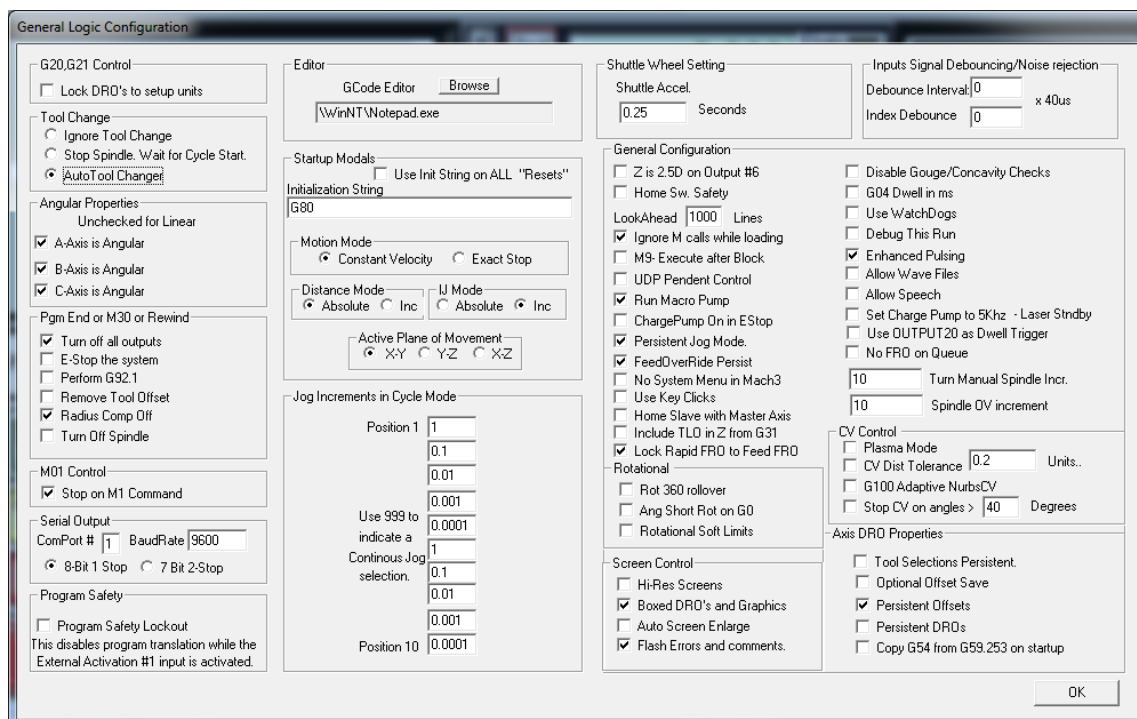 General Logic Configuration
G20,G21 Control
Lock DRO's to setup units
Tool Change
Ignore Tool Change
Stop Spindle. Wait for Cycle Start.
AutoTool Changer
Angular Properties
Unchecked for Linear
A-Axis is Angular
B-Axis is Angular
C-Axis is Angular
Pgm End or M30 or Rewind
Turn off all outputs
E-Stop the system
Perform G92.1
Remove Tool Offset
Radius Comp Off
Turn Off Spindle
M01 Control
Stop on M1 Command
Serial Output
ComPort # 1 BaudRate 9600
8-Bit 1 Stop 7 Bit 2-Stop
Program Safety
Program Safety Lockout
This disables program translation while the
External Activation #1 input is activated.
Editor
GCode Editor Browse
\WinNT\Notepad.exe
Startup Modals
Use Init String on ALL "Resets"
Initialization String
G80
Motion Mode
Constant Velocity Exact Stop
Distance Mode
Absolute Inc
IJ Mode
Absolute Inc
Active Plane of Movement
X-Y Y-Z X-Z
Jog Increments in Cycle Mode
Position 1 1
0.1
0.01
0.001
Use 999 to
indicate a
Continous Jog
selection.
0.0001
1
0.1
0.01
0.001
Position 10 0.0001
Shuttle Wheel Setting
Shuttle Accel.
0.25 Seconds
Inputs Signal Debouncing/Noise rejection
Debounce Interval: 0
x 40us
Index Debounce 0
General Configuration
Z is 2.5D on Output #6
Home Sw. Safety
LookAhead 1000 Lines
Ignore M calls while loading
M9- Execute after Block
UDP Pendent Control
Run Macro Pump
ChargePump On in EStop
Persistent Jog Mode.
FeedOverRide Persist
No System Menu in Mach3
Use Key Clicks
Home Slave with Master Axis
Include TLO in Z from G31
Lock Rapid FRO to Feed FRO
Disable Gouge/Concavity Checks
G04 Dwell in ms
Use WatchDogs
Debug This Run
Enhanced Pulsing
Allow Wave Files
Allow Speech
Set Charge Pump to 5Khz - Laser Stndby
Use OUTPUT20 as Dwell Trigger
No FRO on Queue
10 Turn Manual Spindle Incr.
10 Spindle OV increment
Rotational
Rot 360 rollover
Ang Short Rot on G0
Rotational Soft Limits
Screen Control
Hi-Res Screens
Boxed DRO's and Graphics
Auto Screen Enlarge
Flash Errors and comments.
CV Control
Plasma Mode
CV Dist Tolerance 0.2 Units..
G100 Adaptive NurbsCV
Stop CV on angles > 40 Degrees
Axis DRO Properties
Tool Selections Persistent.
Optional Offset Save
Persistent Offsets
Persistent DROs
Copy G54 from G59.253 on startup
OK